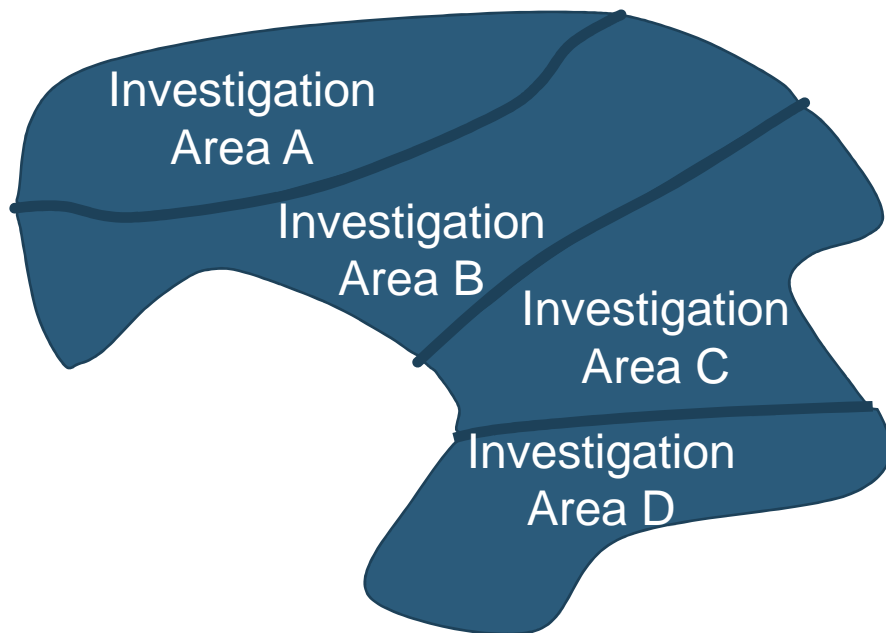 Investigation
Area A
Investigation
Area B
Investigation
Area C
Investigation
Area D